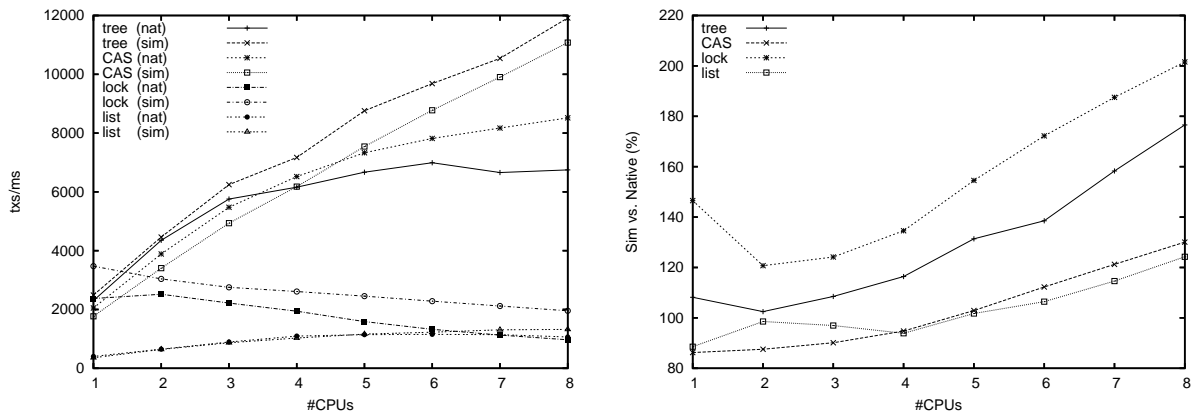 12000
10000
8000
6000
4000
2000
0
txs/ms
tree (nat)
tree (sim)
CAS (nat)
CAS (sim)
lock (nat)
lock (sim)
list (nat)
list (sim)
1 2 3 4 5 6 7 8
#CPUs
220
200
180
160
140
120
100
80
Sim vs. Native (%)
tree
CAS
lock
list
1 2 3 4 5 6 7 8
#CPUs